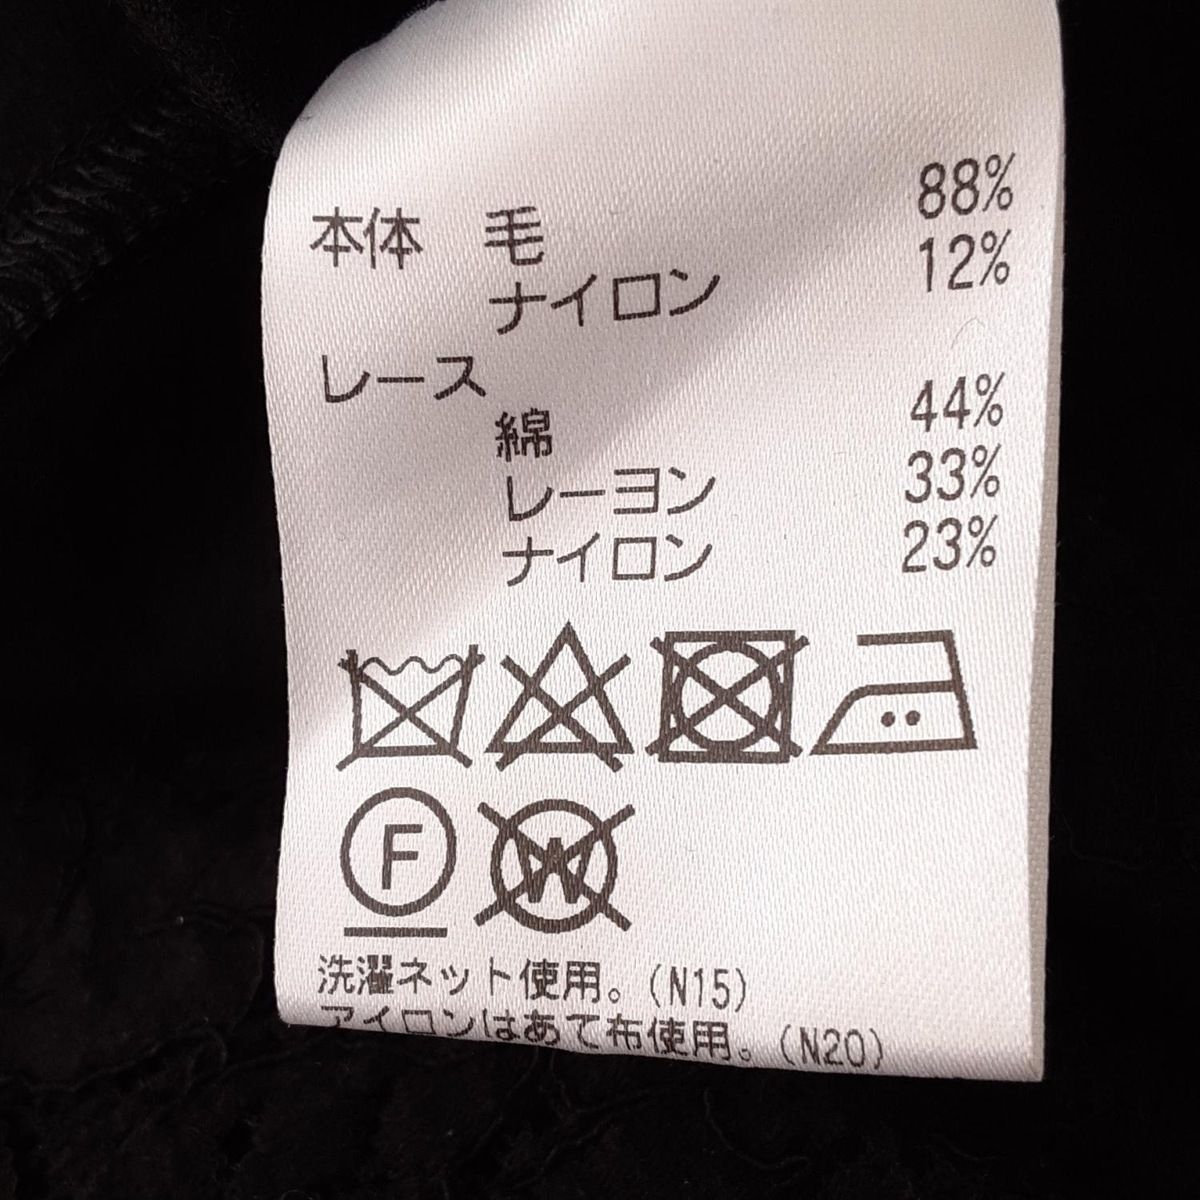 本体 毛 88%
ナイロン 12%
レース
綿 44%
レーヨン 33%
ナイロン 23%
F W
洗濯ネット使用。(N15)
アイロンはあて布使用。(N20)